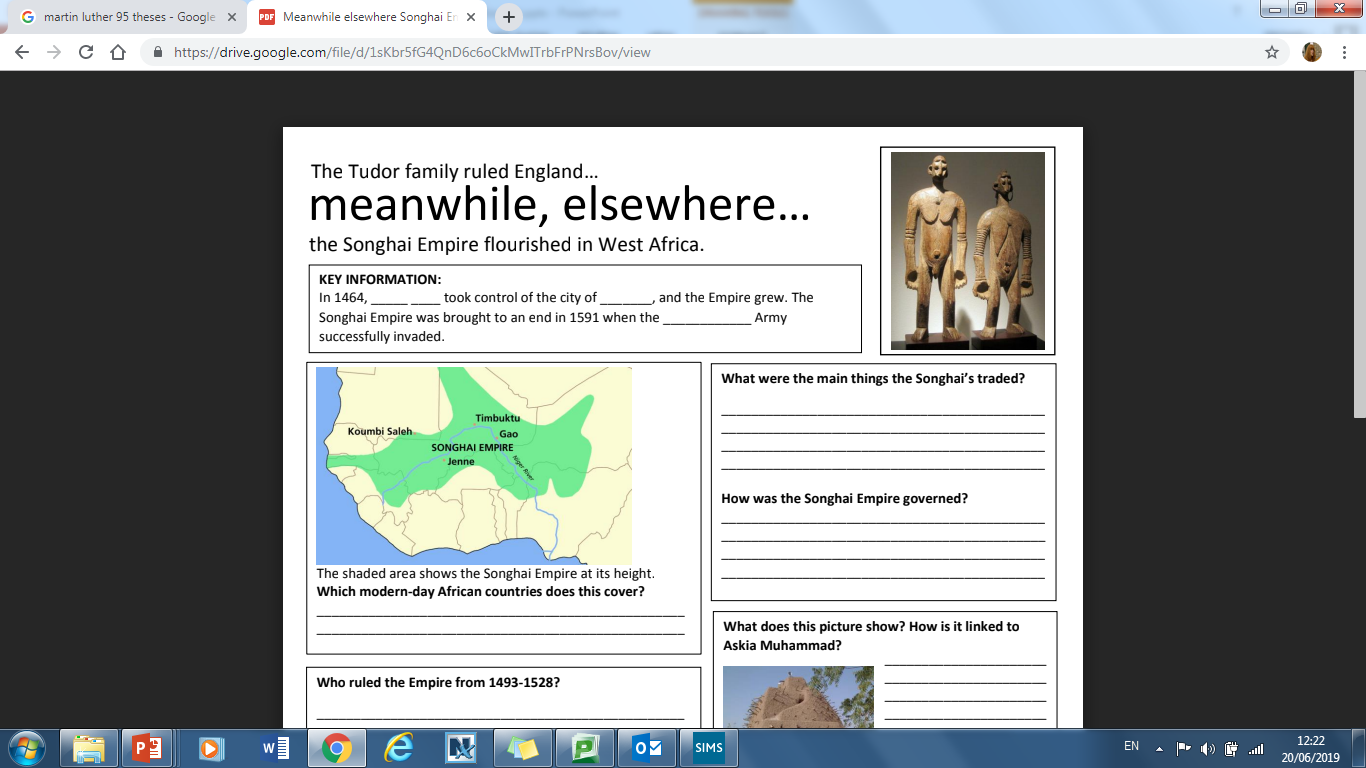 martin luther 95 theses - Google
Meanwhile elsewhere Songhai Em
https://drive.google.com/file/d/1sKbr5fG4QnD6c6oCkMwITrbFrPNrsBov/view
The Tudor family ruled England…
meanwhile, elsewhere…
the Songhai Empire flourished in West Africa.
KEY INFORMATION:
In 1464, _____ ____ took control of the city of _______, and the Empire grew. The
Songhai Empire was brought to an end in 1591 when the ____________ Army
successfully invaded.
Timbuktu
Koumbi Saleh
Gao
SONGHAI EMPIRE
Jenne
Niger River
The shaded area shows the Songhai Empire at its height.
Which modern-day African countries does this cover?
Who ruled the Empire from 1493-1528?
What were the main things the Songhai's traded?
How was the Songhai Empire governed?
What does this picture show? How is it linked to
Askia Muhammad?
SIMS
EN
12:22
20/06/2019